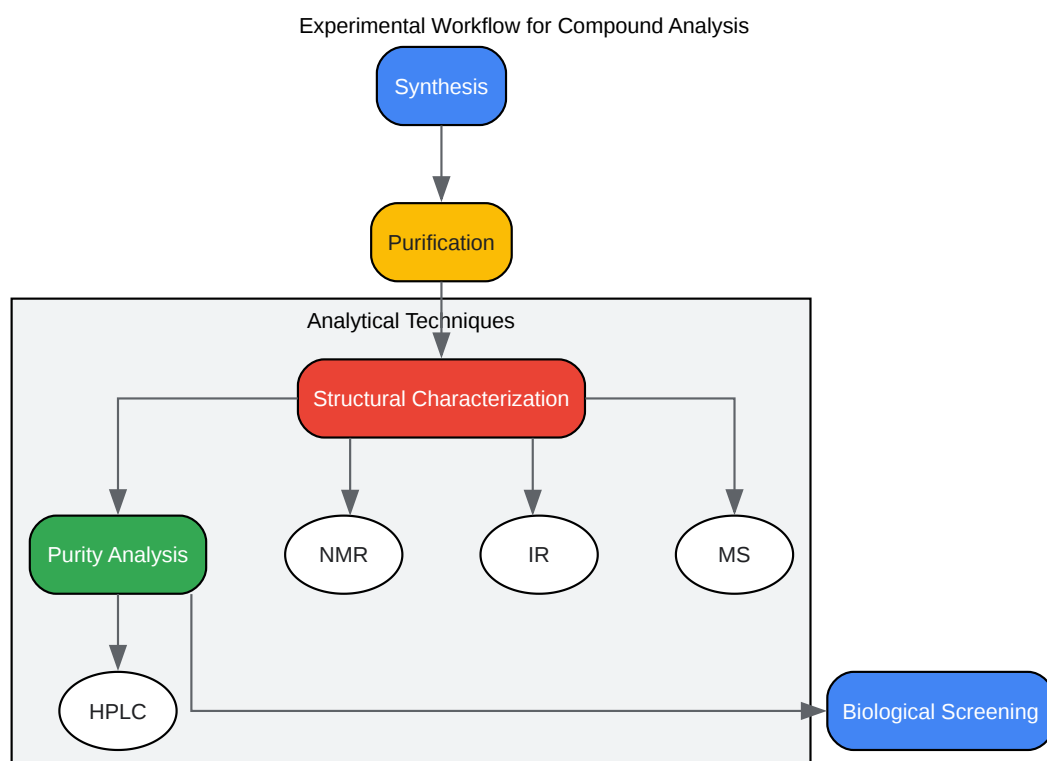 Experimental Workflow for Compound Analysis
Synthesis
Purification
Analytical Techniques
Structural Characterization
Purity Analysis
NMR
IR
MS
HPLC
Biological Screening